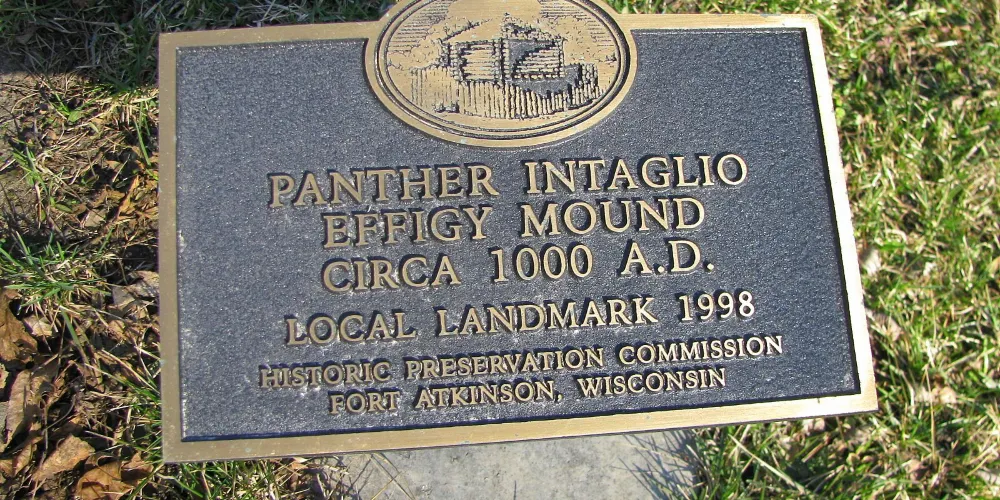 PANTHER INTAGLIO
EFFIGY MOUND
CIRCA 1000 A.D.
LOCAL LANDMARK 1998
HISTORIC PRESERVATION COMMISSION
FORT ATKINSON, WISCONSIN